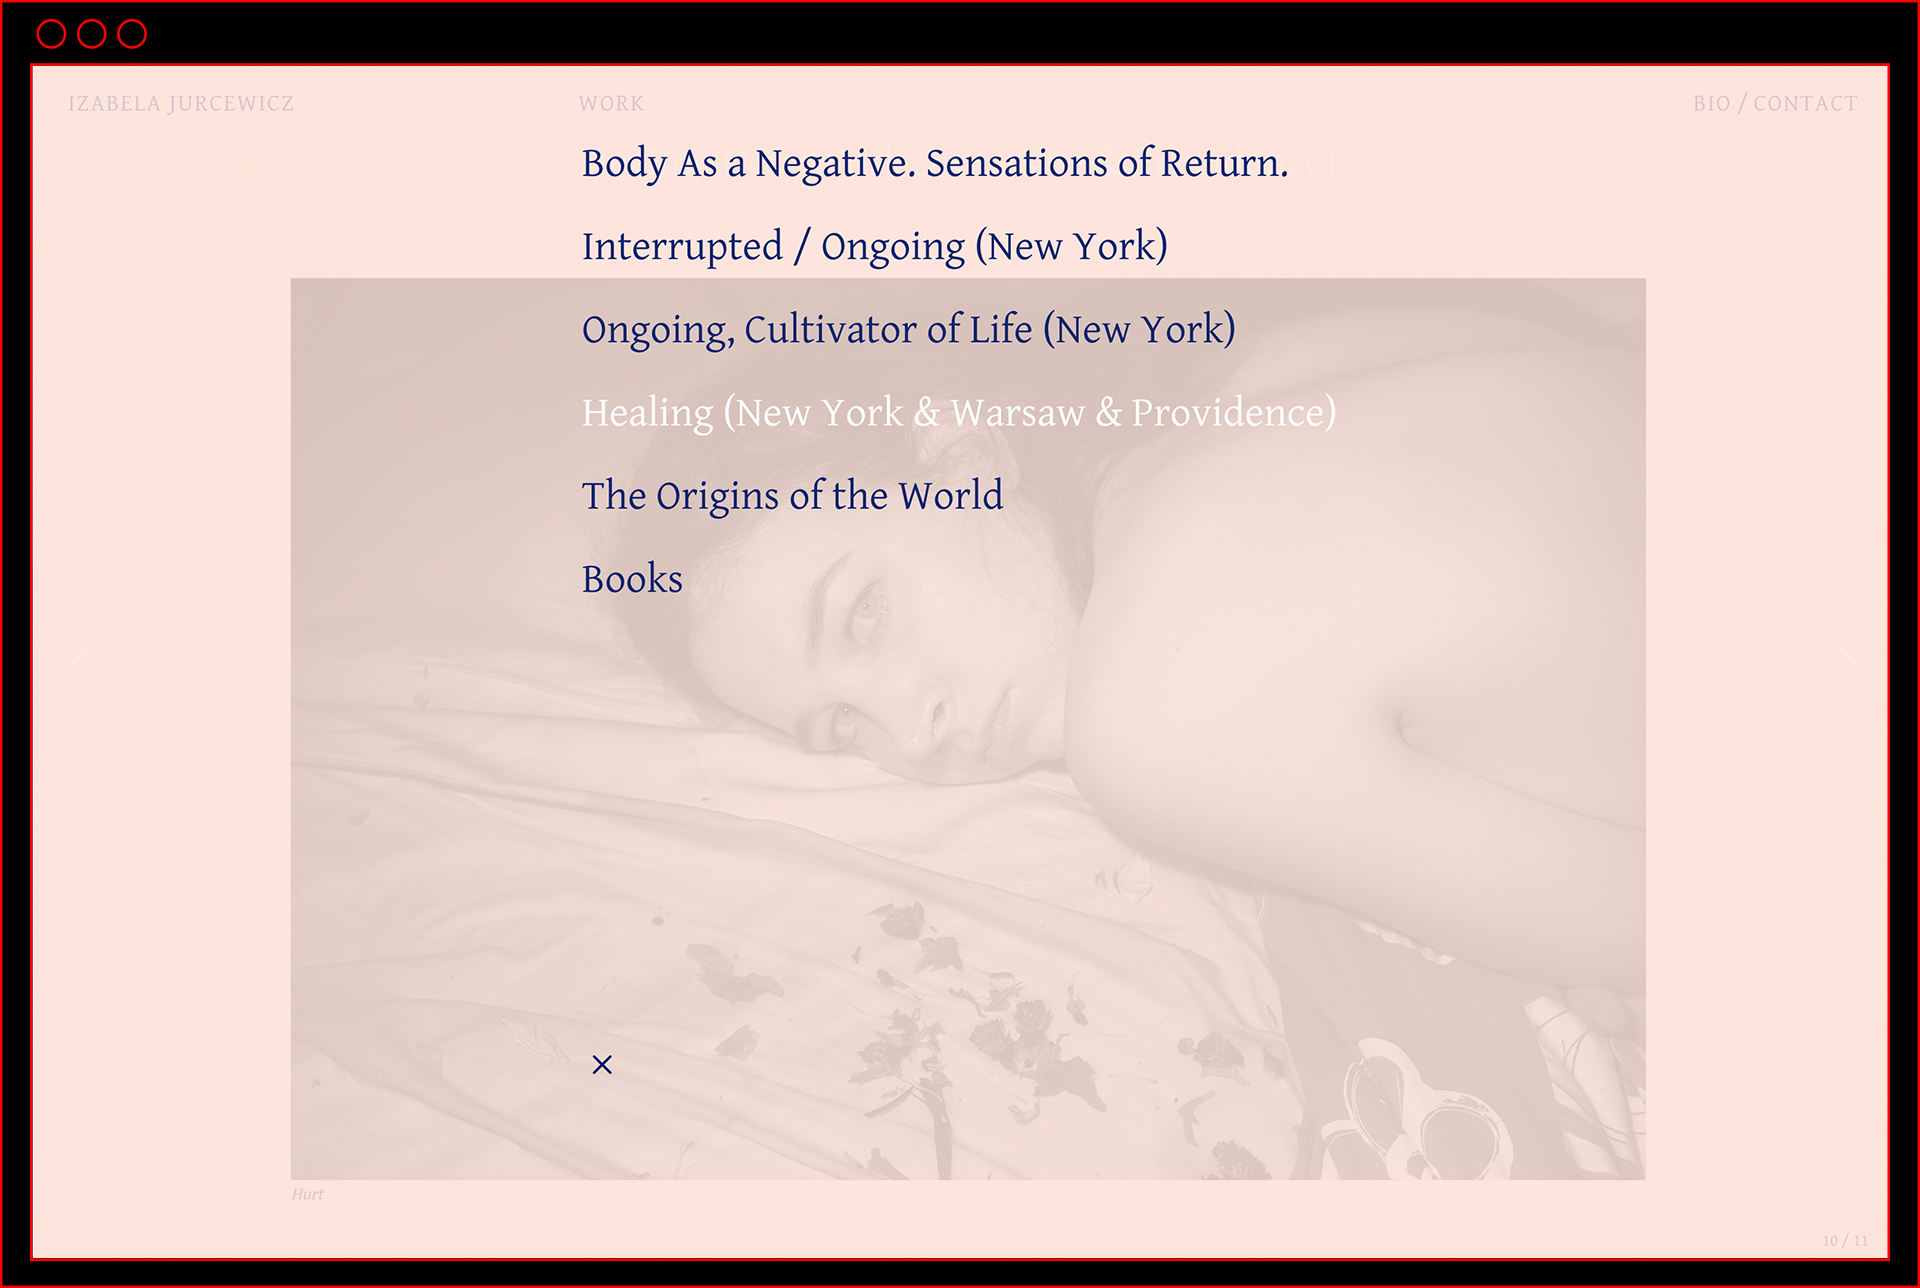 IZABELA JURCEWICZ
WORK
BIO / CONTACT
Body As a Negative. Sensations of Return.
Interrupted / Ongoing (New York)
Ongoing, Cultivator of Life (New York)
Healing (New York & Warsaw & Providence)
The Origins of the World
Books
Hurt
10 / 11